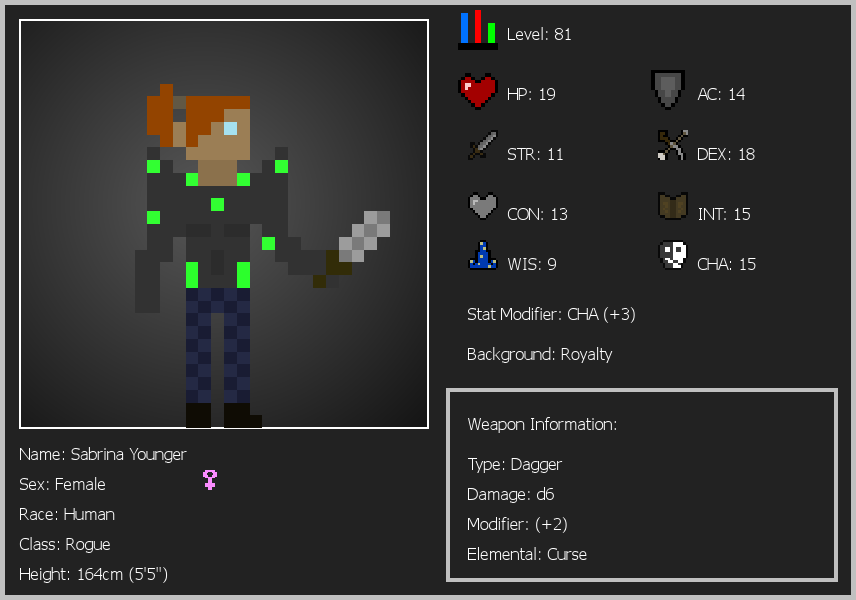 Level: 81
HP: 19
AC: 14
STR: 11
DEX: 18
CON: 13
INT: 15
WIS: 9
CHA: 15
Stat Modifier: CHA (+3)
Background: Royalty
Weapon Information:
Type: Dagger
Damage: d6
Modifier: (+2)
Elemental: Curse
Name: Sabrina Younger
Sex: Female
Race: Human
Class: Rogue
Height: 164cm (5'5")